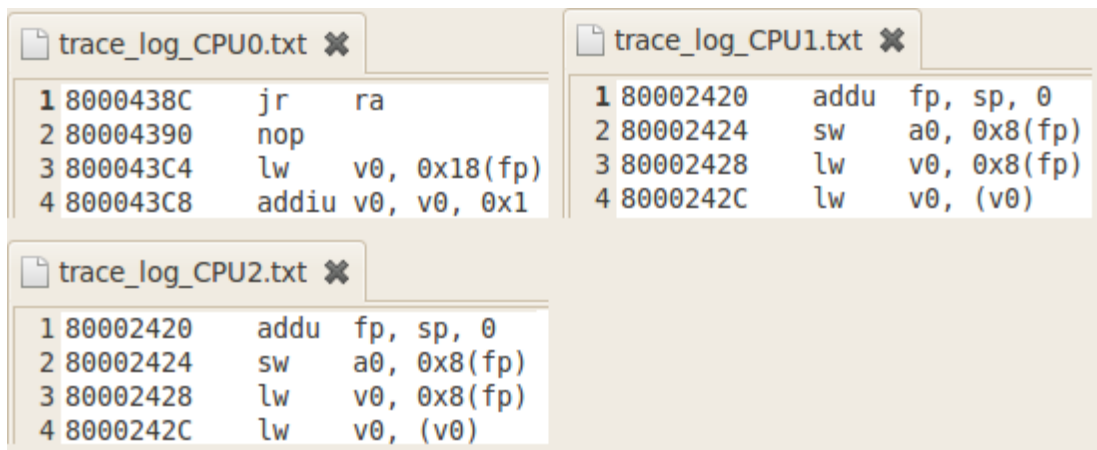 trace_log_CPU0.txt
1 8000438C jr ra
2 80004390 nop
3 800043C4 lw v0, 0x18(fp)
4 800043C8 addiu v0, v0, 0x1
trace_log_CPU1.txt
1 80002420 addu fp, sp, 0
2 80002424 sw a0, 0x8(fp)
3 80002428 lw v0, 0x8(fp)
4 8000242C lw v0, (v0)
trace_log_CPU2.txt
1 80002420 addu fp, sp, 0
2 80002424 sw a0, 0x8(fp)
3 80002428 lw v0, 0x8(fp)
4 8000242C lw v0, (v0)